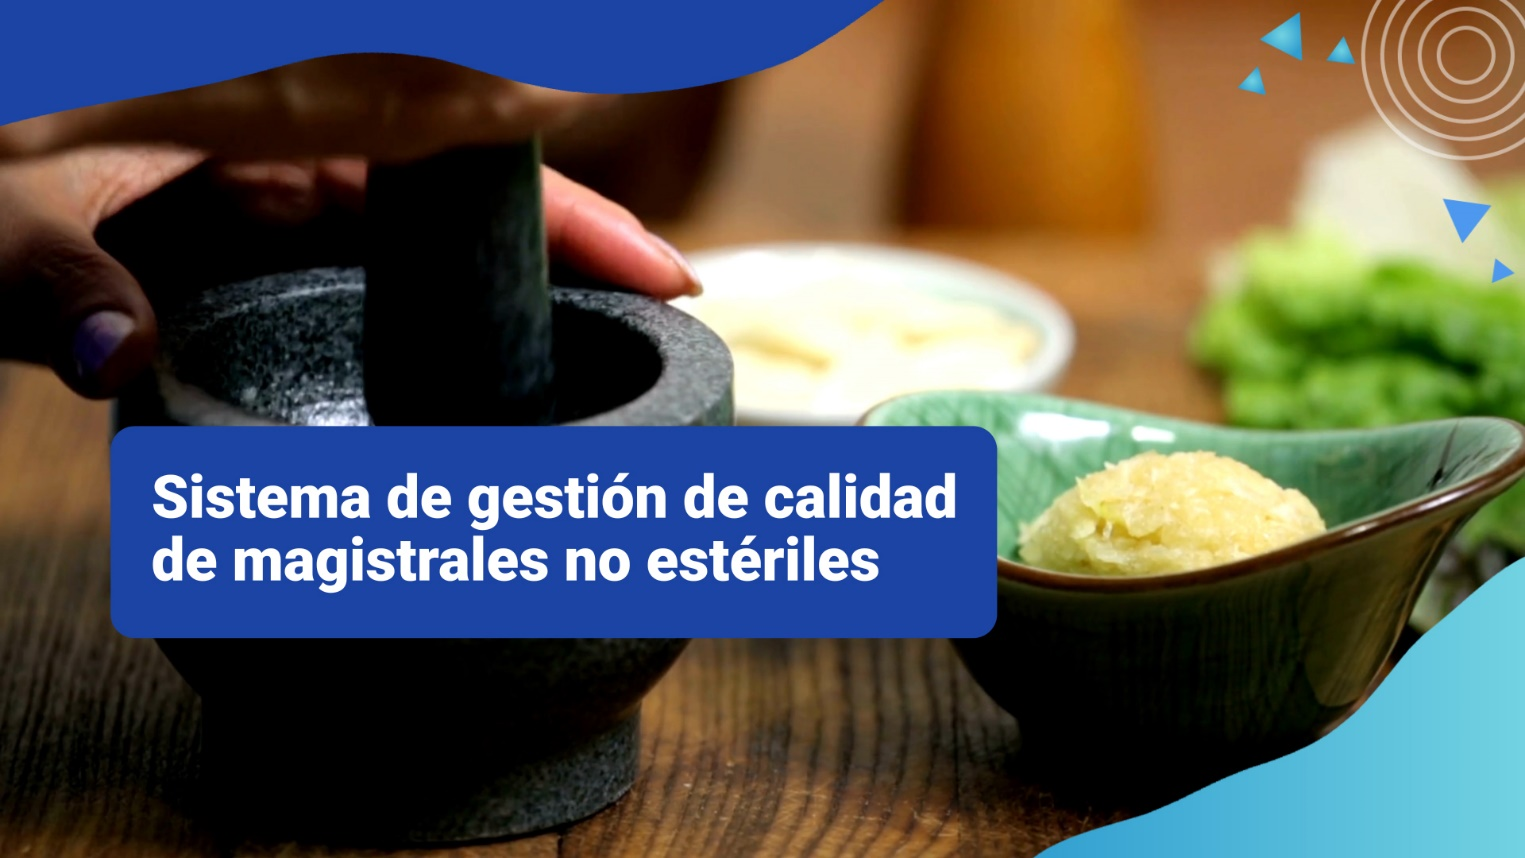 Sistema de gestión de calidad
de magistrales no estériles